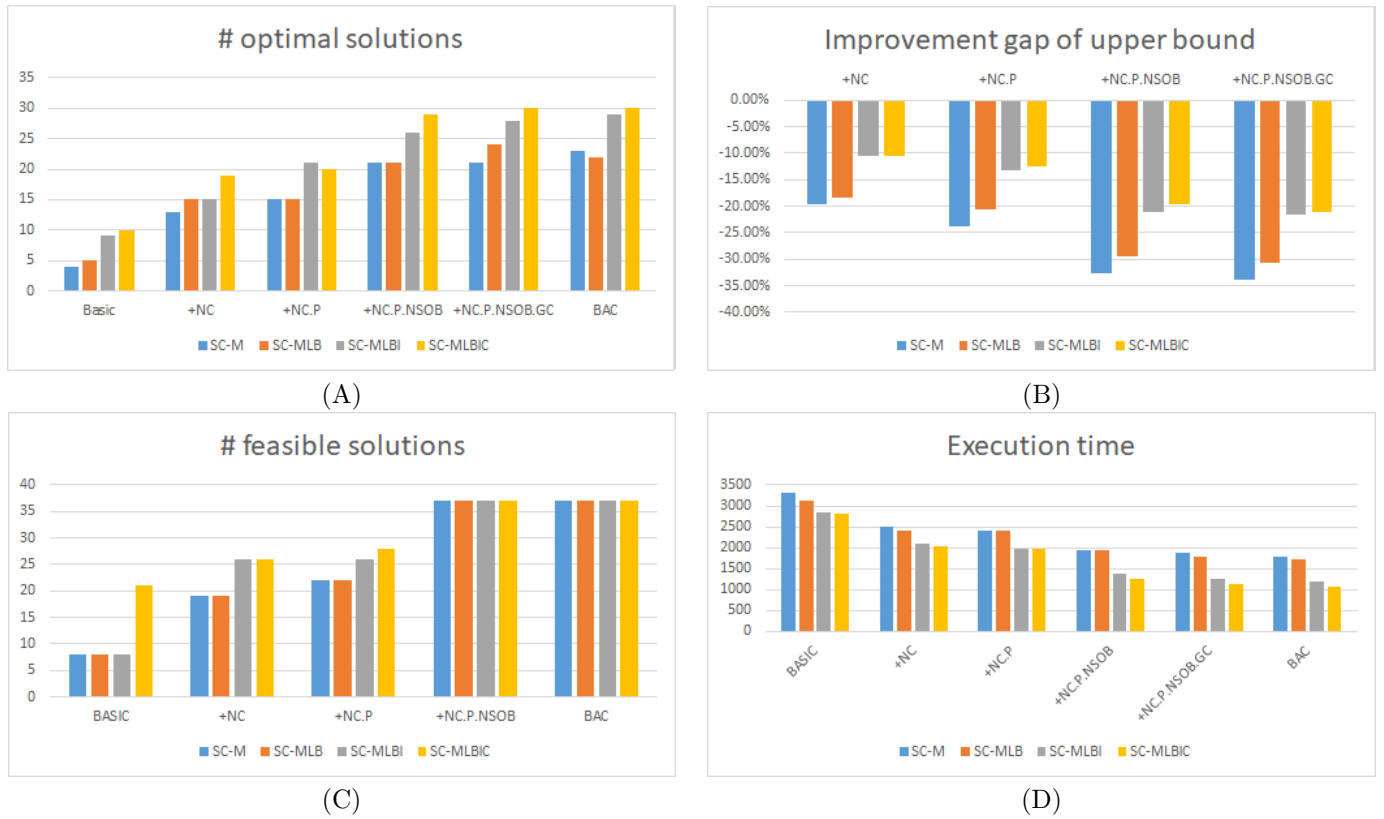 # optimal solutions
35
30
25
20
15
10
5
0
Basic +NC +NC.P +NC.P.NSOB +NC.P.NSOB.GC BAC
SC-M SC-MLB SC-MLBI SC-MLBIC
(A)
Improvement gap of upper bound
+NC +NC.P +NC.P.NSOB +NC.P.NSOB.GC
0.00%
-5.00%
-10.00%
-15.00%
-20.00%
-25.00%
-30.00%
-35.00%
-40.00%
SC-M SC-MLB SC-MLBI SC-MLBIC
(B)
# feasible solutions
40
35
30
25
20
15
10
5
0
BASIC +NC +NC.P +NC.P.NSOB BAC
SC-M SC-MLB SC-MLBI SC-MLBIC
(C)
Execution time
3500
3000
2500
2000
1500
1000
500
0
BASIC +NC +NC.P +NC.P.NSOB +NC.P.NSOB.GC BAC
SC-M SC-MLB SC-MLBI SC-MLBIC
(D)